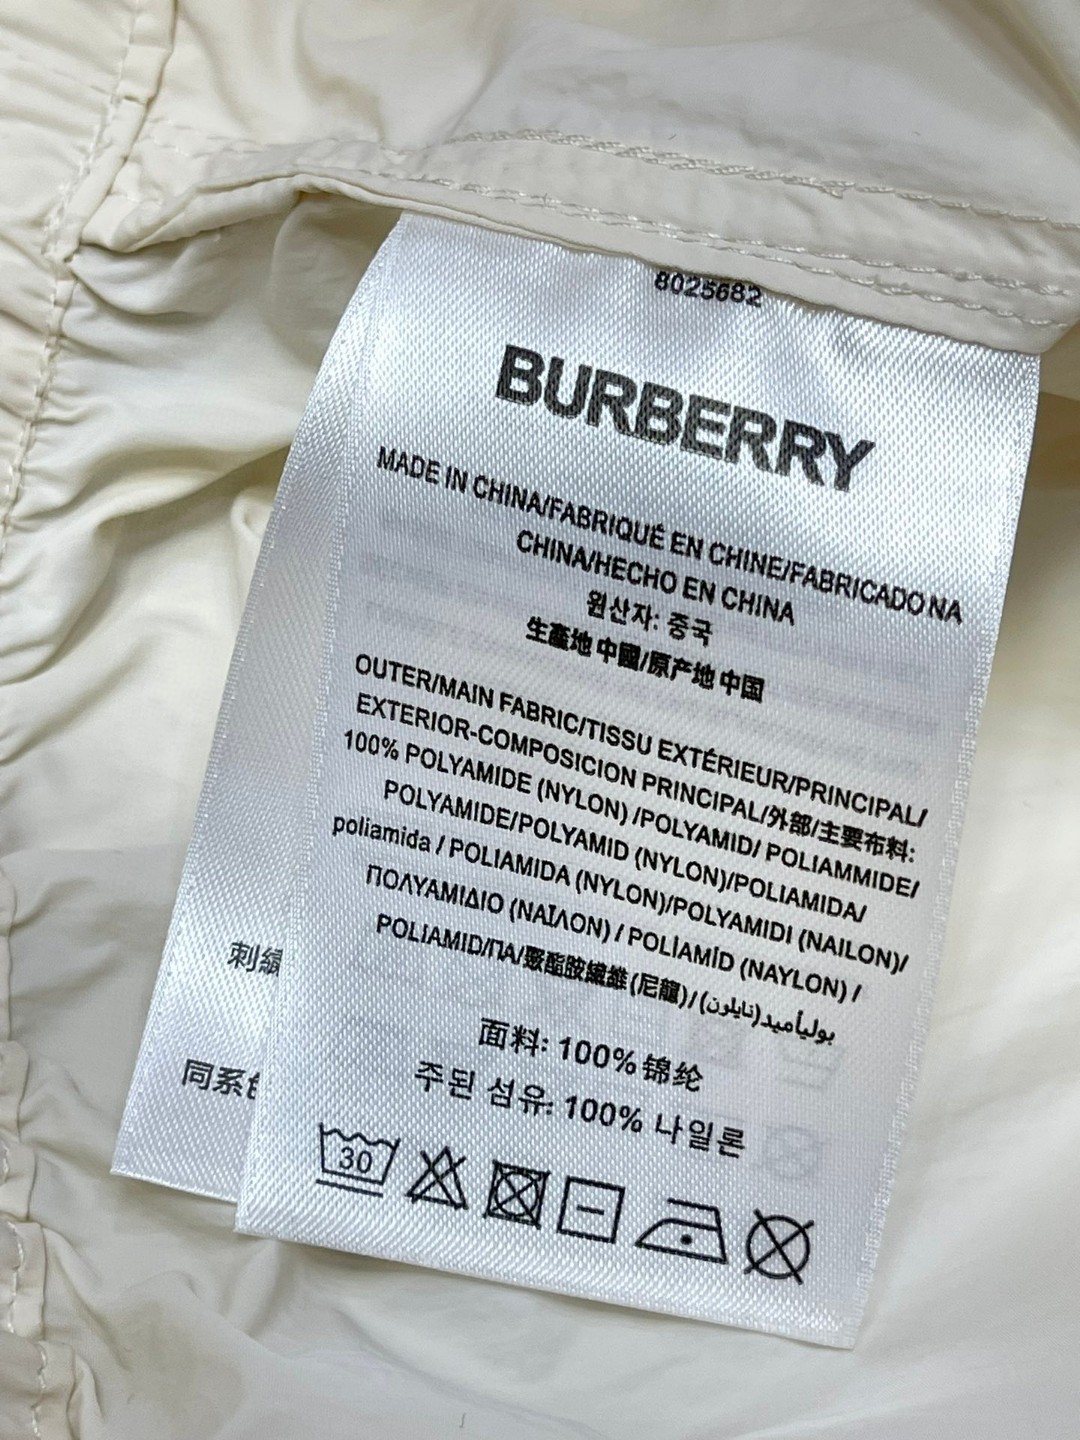 8025682
BURBERRY
MADE IN CHINA/FABRIQUÉ EN CHINE/FABRICADO NA
CHINA/HECHO EN CHINA
원산자: 중국
生產地 中國/原产地 中国
OUTER/MAIN FABRIC/TISSU EXTÉRIEUR/PRINCIPAL/
EXTERIOR-COMPOSICION PRINCIPAL/外部/主要布料:
100% POLYAMIDE (NYLON) /POLYAMID/ POLIAMMIDE/
POLYAMIDE/POLYAMID (NYLON)/POLIAMIDA/
poliamida / POLIAMIDA (NYLON)/POLYAMIDI (NAILON)/
ΠΟΛΥΑΜΙΔΙΟ (ΝΑΪΛΟΝ) / POLİAMİD (NAYLON) /
POLIAMID/ПА/聚酯胺纖維(尼龍)/(نايلون)بوليأميد
面料: 100% 锦纶
주된 섬유: 100% 나일론
30
刺繡
同系色